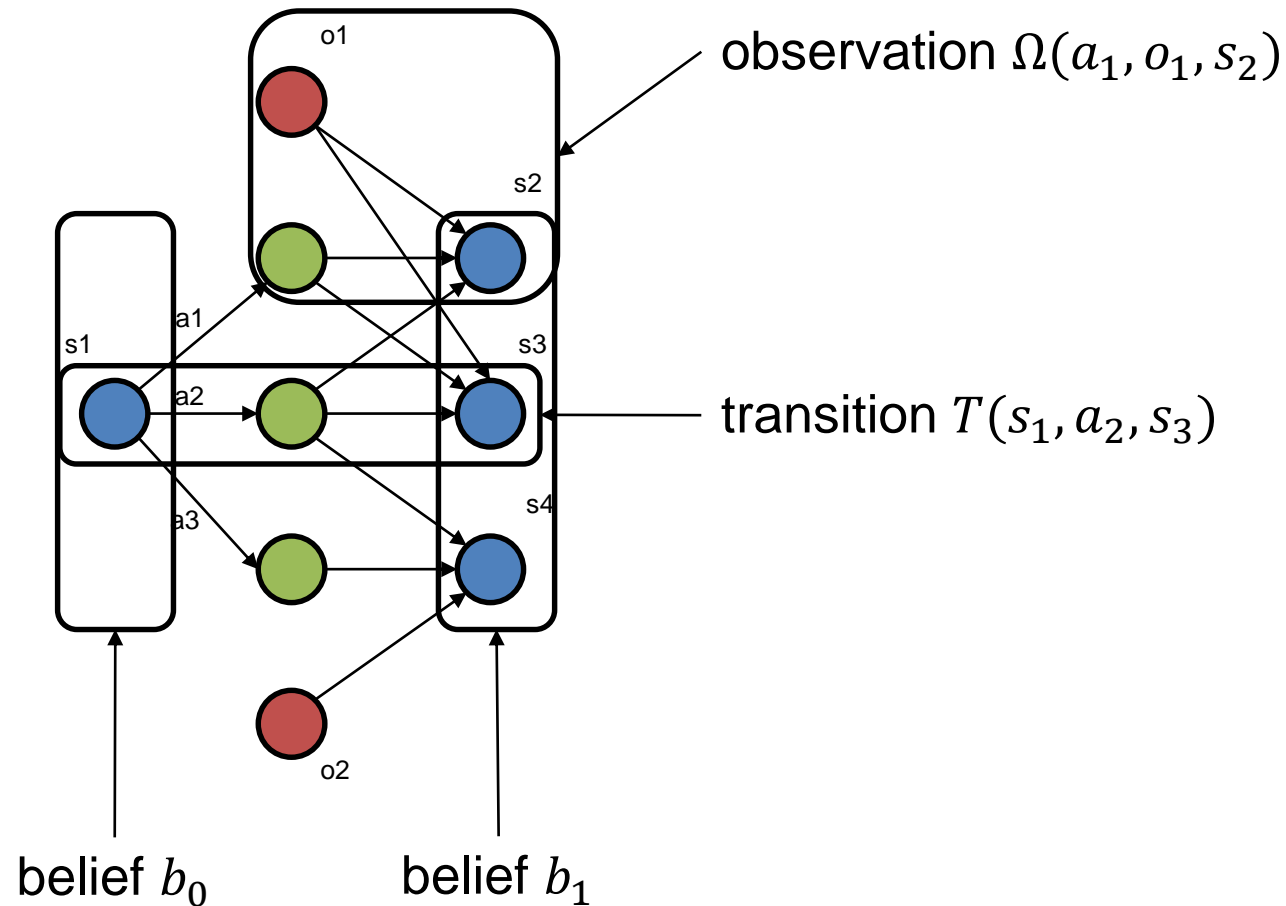 o1
observation Ω(𝑎₁, 𝑜₁, 𝑠₂)
s2
a1
s1
s3
a2
transition 𝑇(𝑠₁, 𝑎₂, 𝑠₃)
s4
a3
o2
belief 𝑏₀
belief 𝑏₁